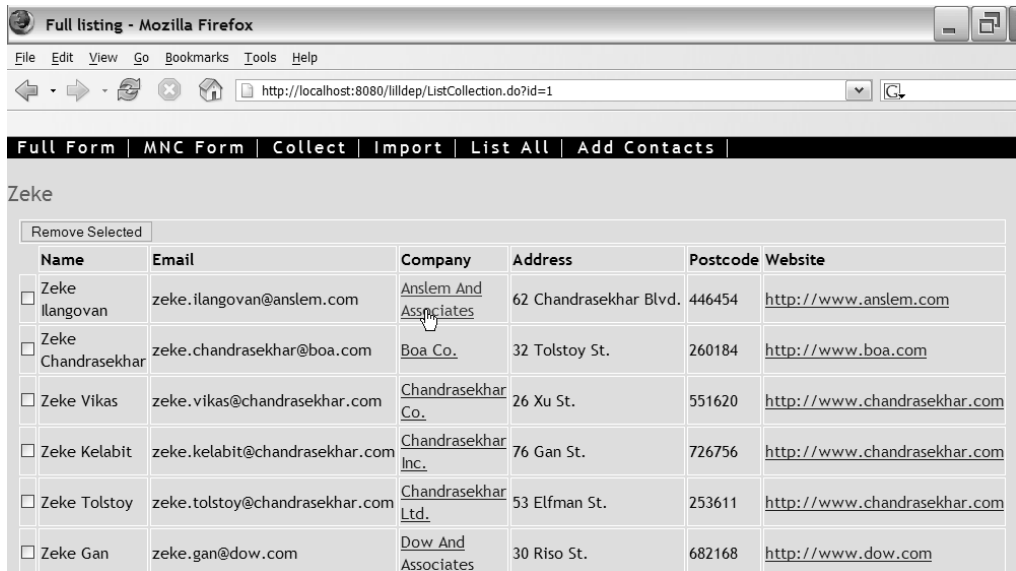 Full listing - Mozilla Firefox
File Edit View Go Bookmarks Tools Help
http://localhost:8080/lilldep/ListCollection.do?id=1
G
Full Form | MNC Form | Collect | Import | List All | Add Contacts |
Zeke
Remove Selected
Name Email Company Address Postcode Website
Zeke Ilangovan zeke.ilangovan@anslem.com Anslem And Associates 62 Chandrasekhar Blvd. 446454 http://www.anslem.com
Zeke Chandrasekhar zeke.chandrasekhar@boa.com Boa Co. 32 Tolstoy St. 260184 http://www.boa.com
Zeke Vikas zeke.vikas@chandrasekhar.com Chandrasekhar Co. 26 Xu St. 551620 http://www.chandrasekhar.com
Zeke Kelabit zeke.kelabit@chandrasekhar.com Chandrasekhar Inc. 76 Gan St. 726756 http://www.chandrasekhar.com
Zeke Tolstoy zeke.tolstoy@chandrasekhar.com Chandrasekhar Ltd. 53 Elfman St. 253611 http://www.chandrasekhar.com
Zeke Gan zeke.gan@dow.com Dow And Associates 30 Riso St. 682168 http://www.dow.com